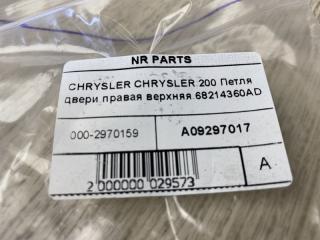 NR PARTS
CHRYSLER CHRYSLER 200 Петля
двери правая верхняя 68214360AD
000-2970159
A09297017
A
2 000000 029573